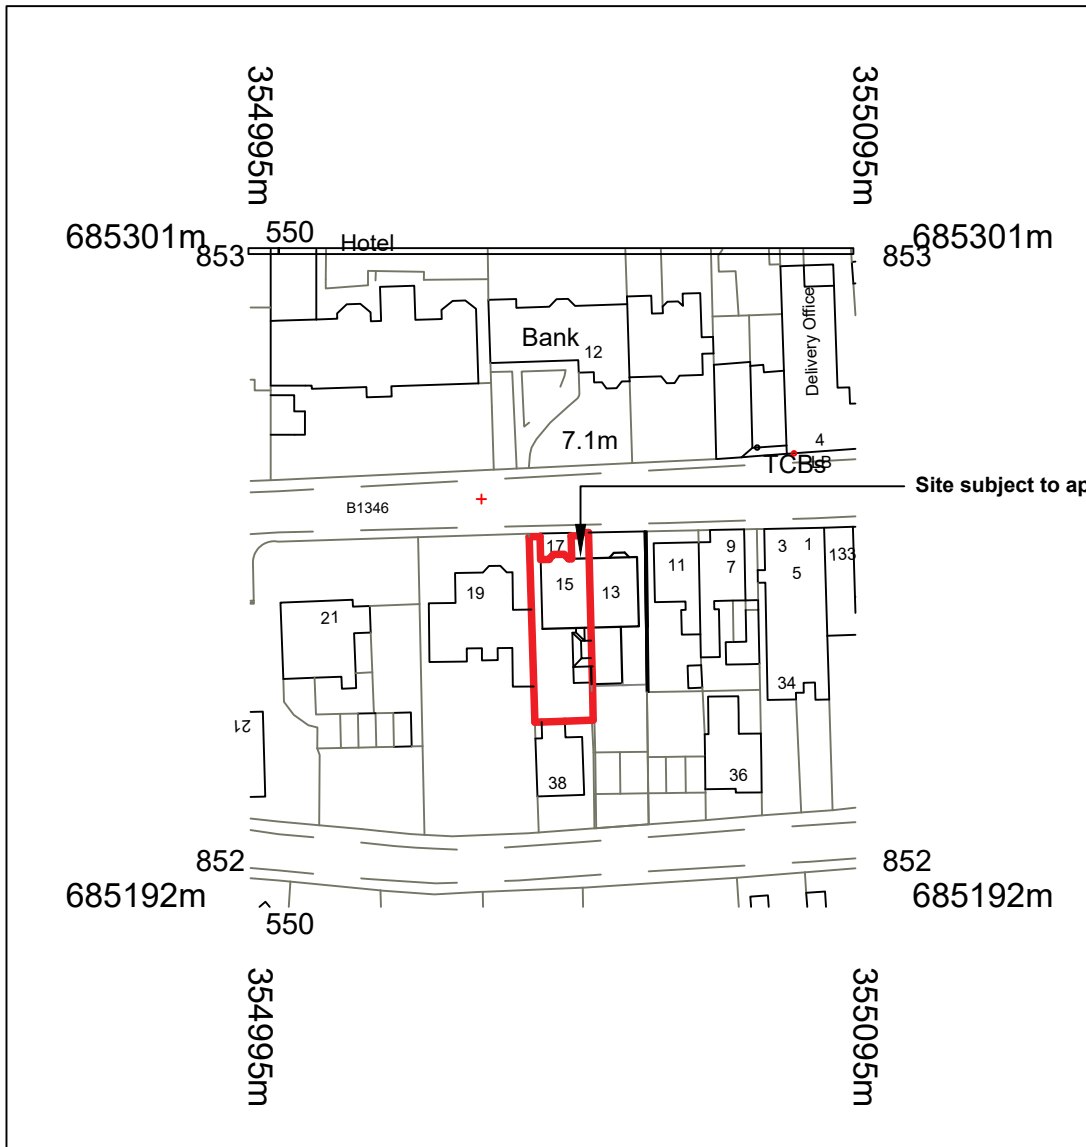 354995m
355095m
685301m
550
Hotel
853
685301m
853
Bank
12
Delivery Office
7.1m
4
TCBs
LB
B1346
Site subject to ap
17
15
13
11
9
7
3
1
5
133
19
21
34
21
38
36
852
852
685192m
685192m
550
354995m
355095m